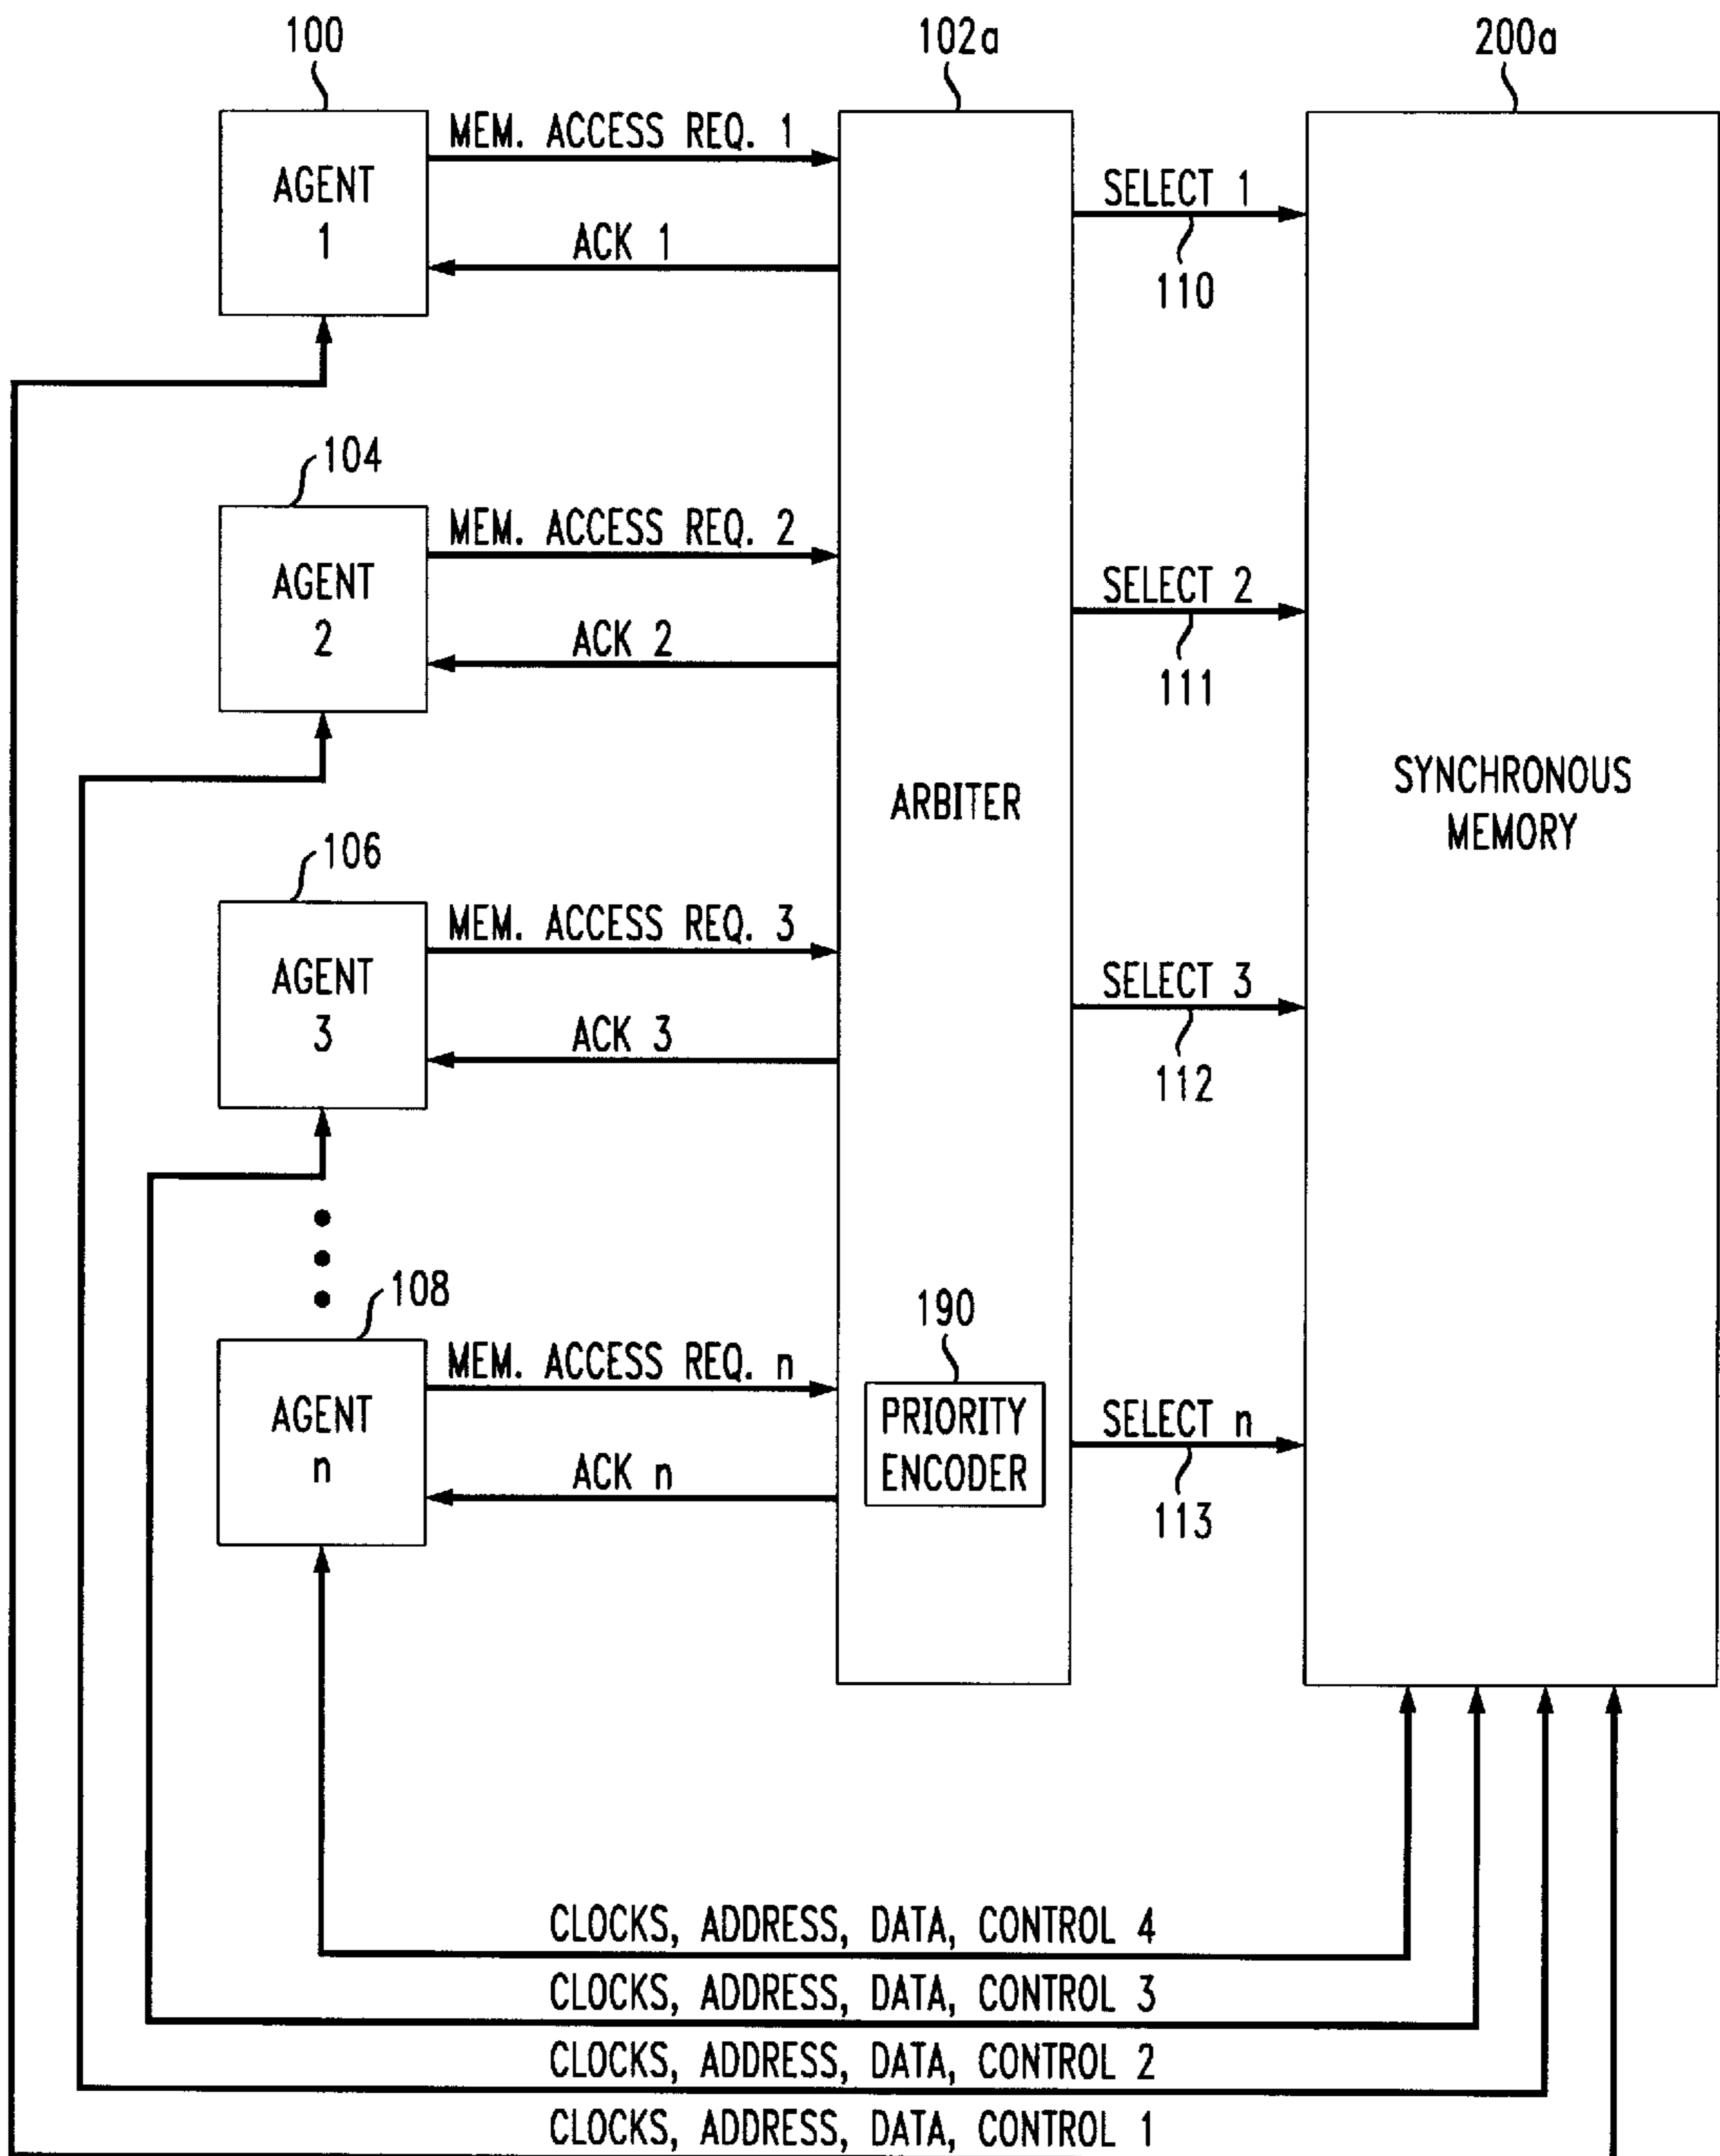 100
102a
200a
AGENT
1
MEM. ACCESS REQ. 1
ACK 1
SELECT 1
110
104
AGENT
2
MEM. ACCESS REQ. 2
ACK 2
SELECT 2
111
ARBITER
SYNCHRONOUS
MEMORY
106
AGENT
3
MEM. ACCESS REQ. 3
ACK 3
SELECT 3
112
108
AGENT
n
MEM. ACCESS REQ. n
ACK n
190
PRIORITY
ENCODER
SELECT n
113
CLOCKS, ADDRESS, DATA, CONTROL 4
CLOCKS, ADDRESS, DATA, CONTROL 3
CLOCKS, ADDRESS, DATA, CONTROL 2
CLOCKS, ADDRESS, DATA, CONTROL 1